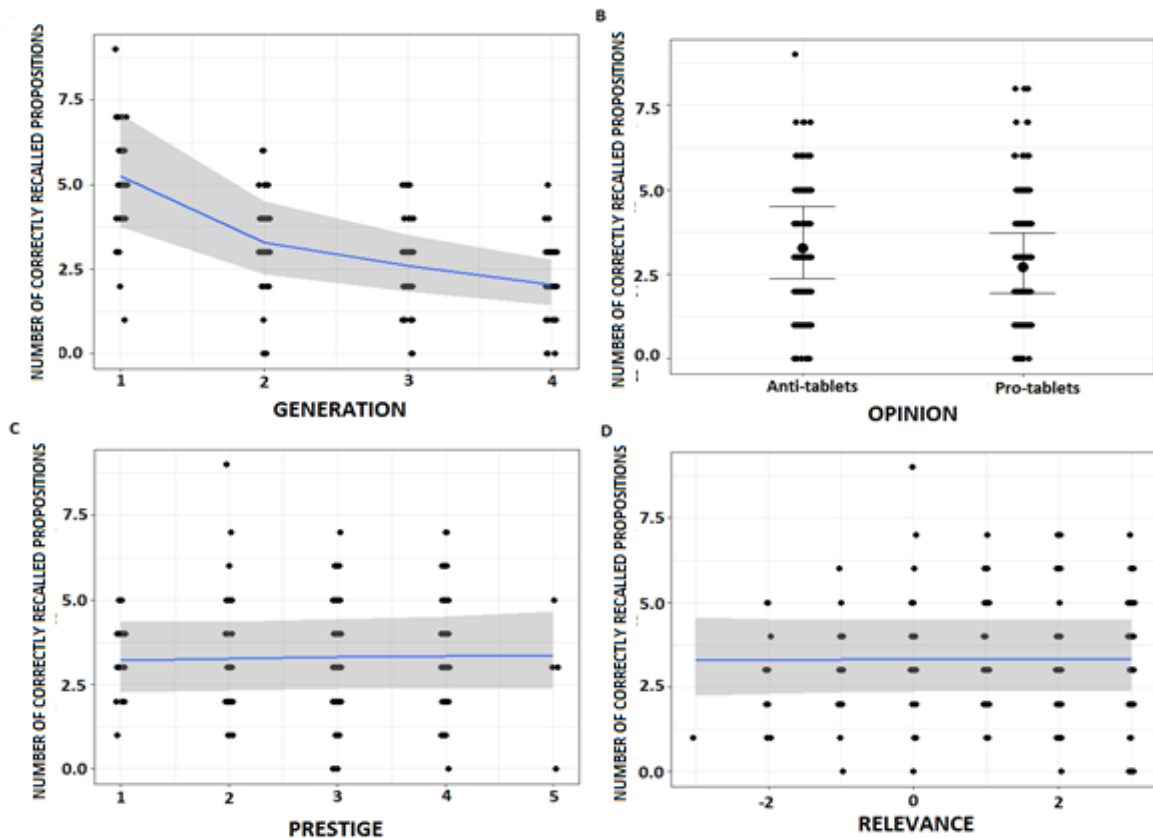 NUMBER OF CORRECTLY RECALLED PROPOSITIONS
7.5
5.0
2.5
0.0
1 2 3 4
GENERATION
B
NUMBER OF CORRECTLY RECALLED PROPOSITIONS
7.5
5.0
2.5
0.0
Anti-tablets Pro-tablets
OPINION
C
NUMBER OF CORRECTLY RECALLED PROPOSITIONS
7.5
5.0
2.5
0.0
1 2 3 4 5
PRESTIGE
D
NUMBER OF CORRECTLY RECALLED PROPOSITIONS
7.5
5.0
2.5
0.0
-2 0 2
RELEVANCE